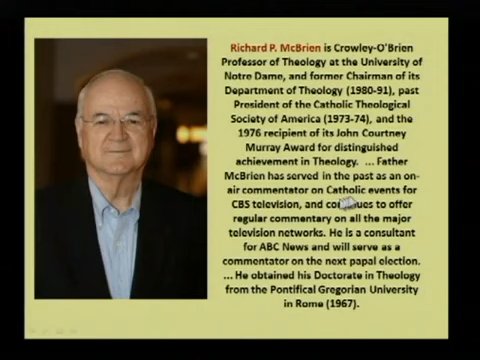 Richard P. McBrien is Crowley-O'Brien
Professor of Theology at the University of
Notre Dame, and former Chairman of its
Department of Theology (1980-91), past
President of the Catholic Theological
Society of America (1973-74), and the
1976 recipient of its John Courtney
Murray Award for distinguished
achievement in Theology.  ... Father
McBrien has served in the past as an on-
air commentator on Catholic events for
CBS television, and continues to offer
regular commentary on all the major
television networks. He is a consultant
for ABC News and will serve as a
commentator on the next papal election.
... He obtained his Doctorate in Theology
from the Pontifical Gregorian University
in Rome (1967).